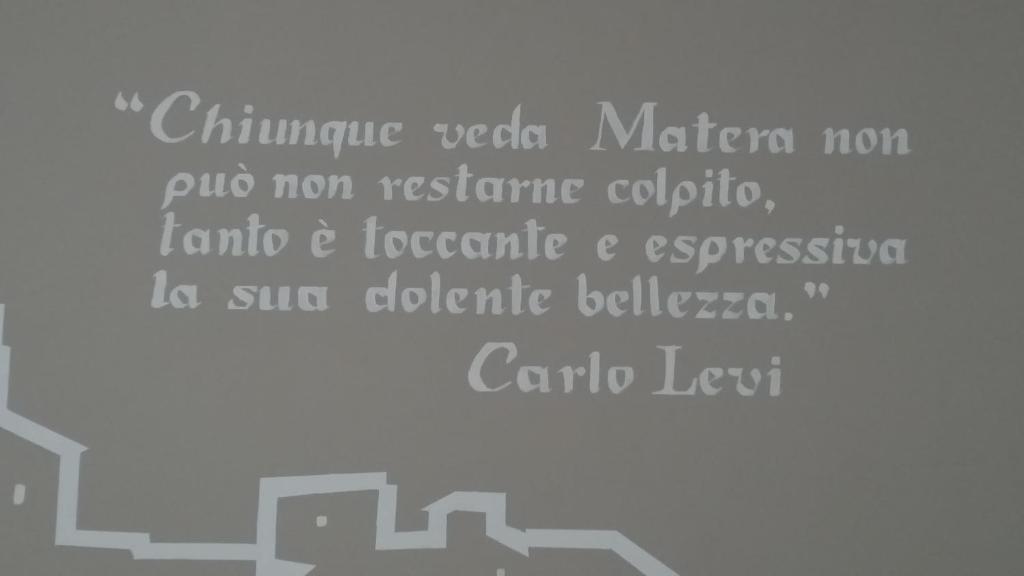 “Chiunque veda Matera non
può non restarne colpito,
tanto è toccante e espressiva
la sua dolente bellezza.”
Carlo Levi